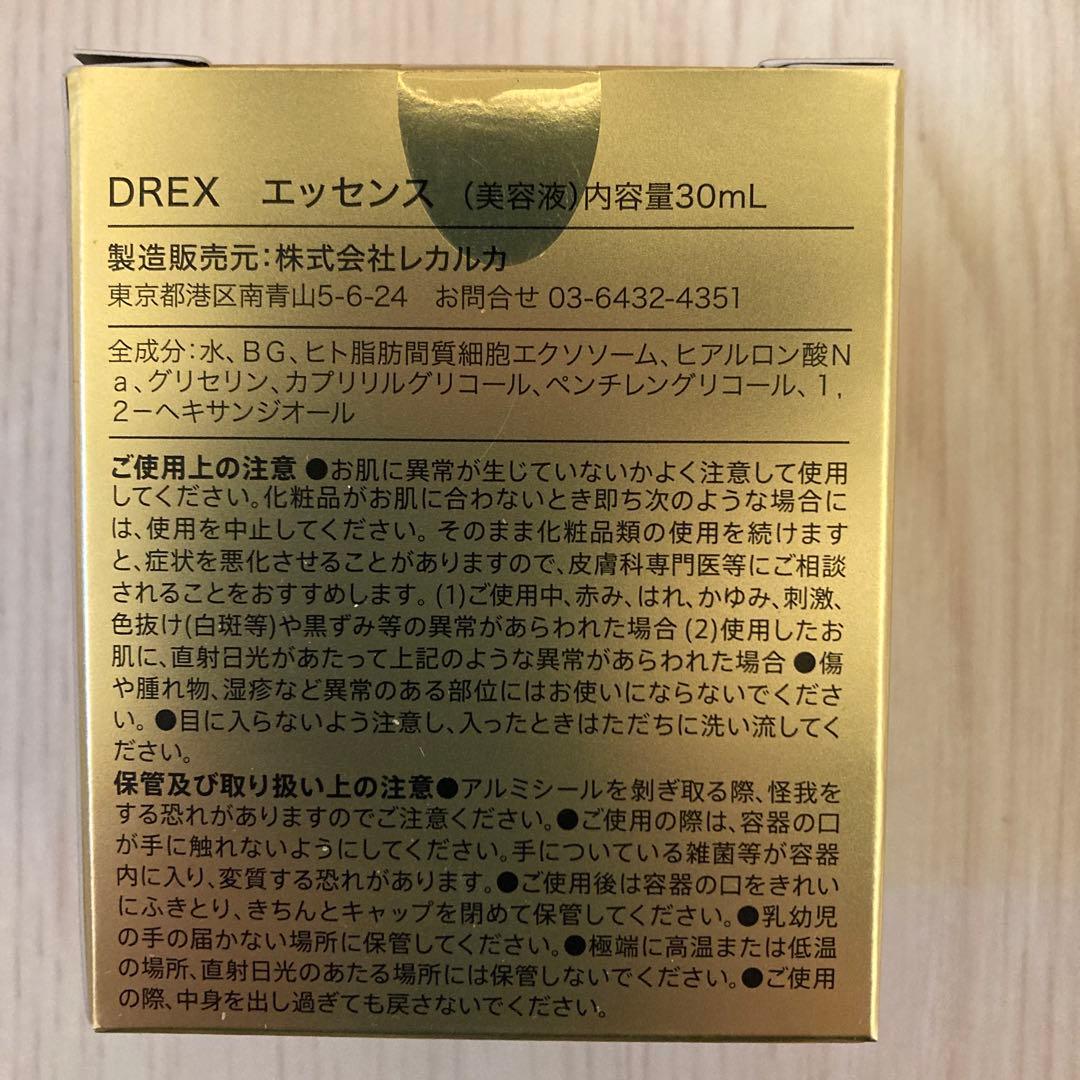 DREX　エッセンス　(美容液)内容量30mL
製造販売元:株式会社レカルカ
東京都港区南青山5-6-24　お問合せ 03-6432-4351
全成分:水、BG、ヒト脂肪間質細胞エクソソーム、ヒアルロン酸N
a、グリセリン、カプリリルグリコール、ペンチレングリコール、1,
2-ヘキサンジオール
ご使用上の注意 ●お肌に異常が生じていないかよく注意して使用
してください。化粧品がお肌に合わないとき即ち次のような場合に
は、使用を中止してください。そのまま化粧品類の使用を続けます
と、症状を悪化させることがありますので、皮膚科専門医等にご相談
されることをおすすめします。(1)ご使用中、赤み、はれ、かゆみ、刺激、
色抜け(白斑等)や黒ずみ等の異常があらわれた場合 (2)使用したお
肌に、直射日光があたって上記のような異常があらわれた場合 ●傷
や腫れ物、湿疹など異常のある部位にはお使いにならないでくださ
い。●目に入らないよう注意し、入ったときはただちに洗い流してく
ださい。
保管及び取り扱い上の注意●アルミシールを剝ぎ取る際、怪我を
する恐れがありますのでご注意ください。●ご使用の際は、容器の口
が手に触れないようにしてください。手についている雑菌等が容器
内に入り、変質する恐れがあります。●ご使用後は容器の口をきれい
にふきとり、きちんとキャップを閉めて保管してください。●乳幼児
の手の届かない場所に保管してください。●極端に高温または低温
の場所、直射日光のあたる場所には保管しないでください。●ご使用
の際、中身を出し過ぎても戻さないでください。